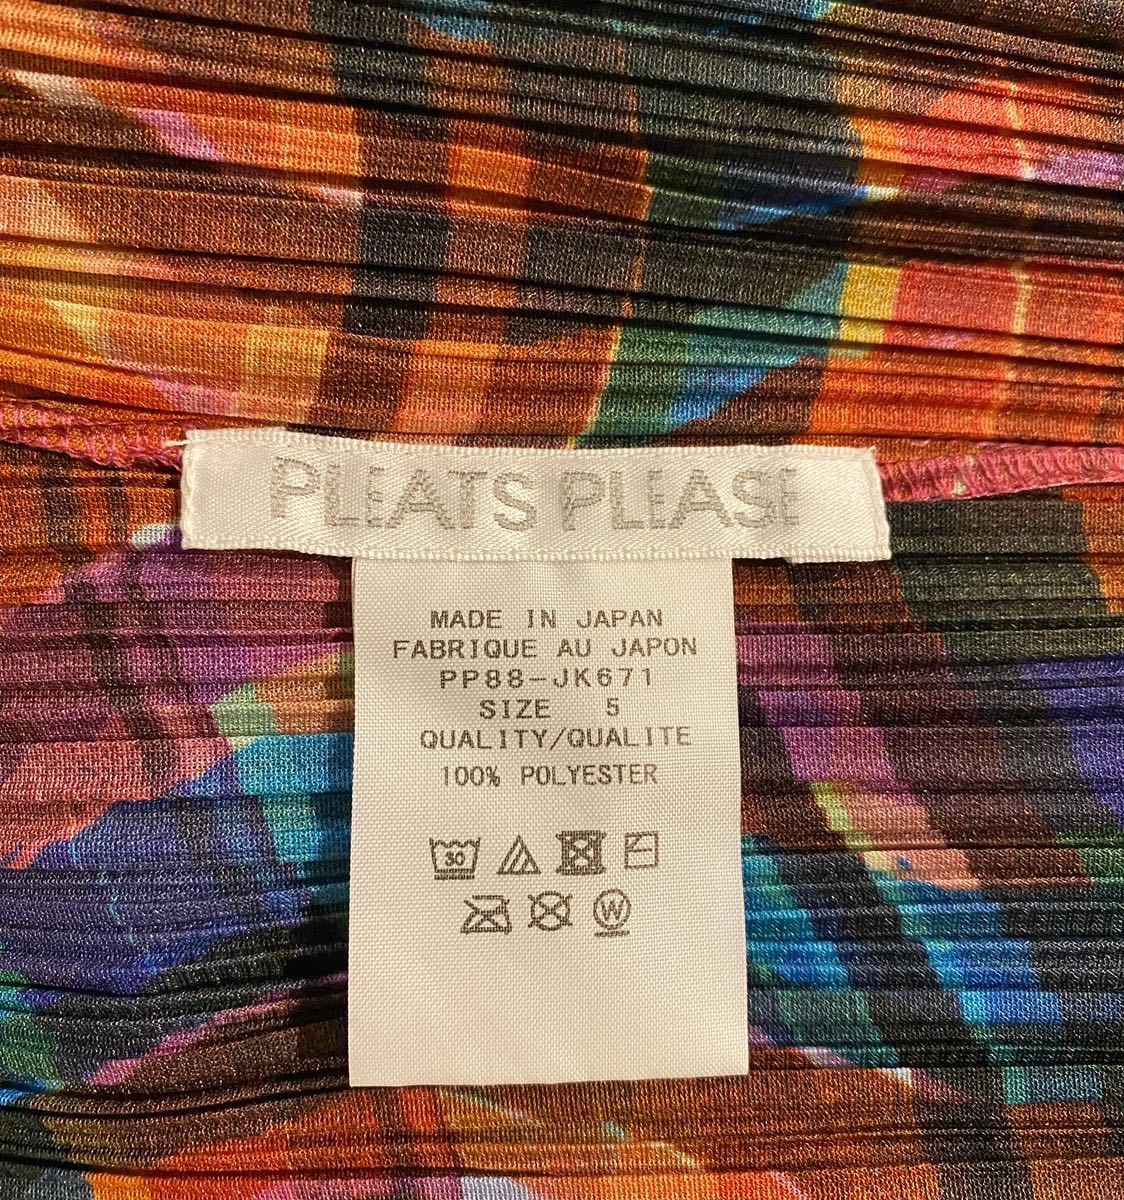 PLEATS PLEASE
MADE IN JAPAN
FABRIQUE AU JAPON
PP88-JK671
SIZE 5
QUALITY/QUALITE
100% POLYESTER
30
W